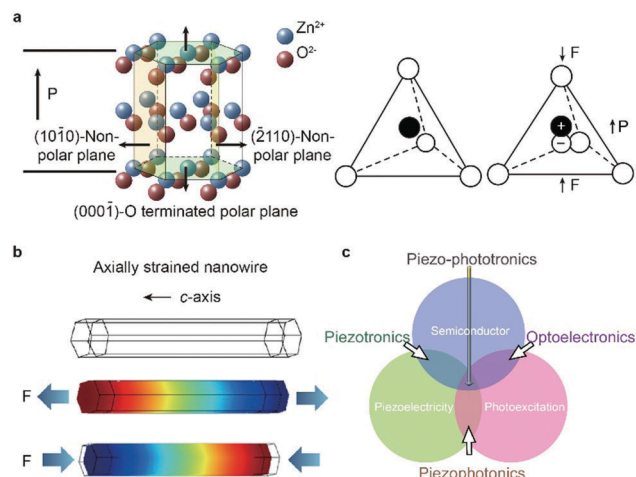 a
Zn2+
O2-
P
(101̄0)-Non-
polar plane
(2̄110)-Non-
polar plane
(0001̄)-O terminated polar plane
F
+
−
P
F
b
Axially strained nanowire
c-axis
F
F
c
Piezo-phototronics
Semiconductor
Piezotronics
Optoelectronics
Piezoelectricity
Photoexcitation
Piezophotonics